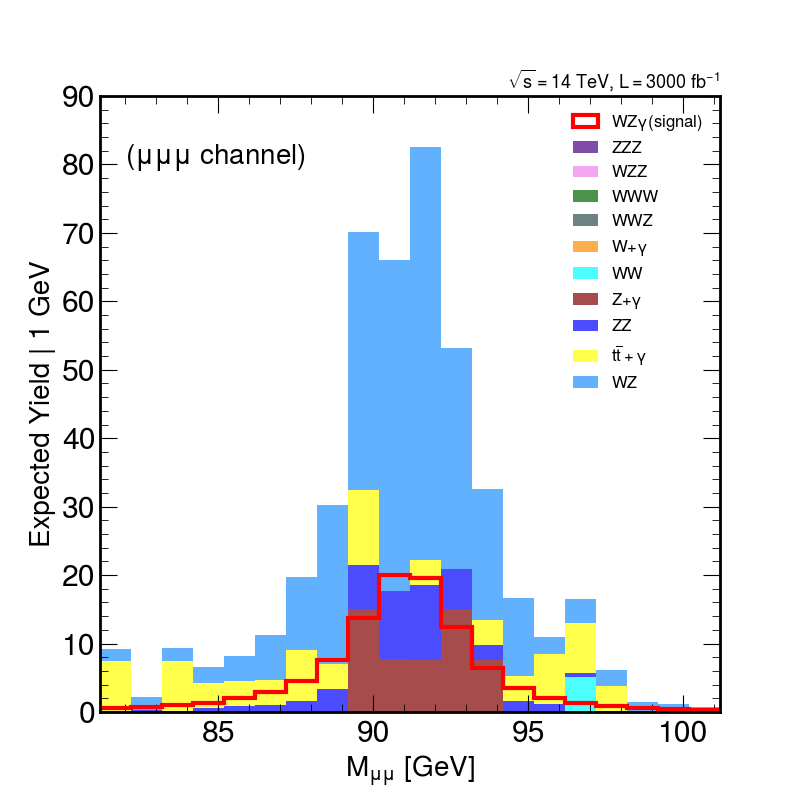 √s = 14 TeV, L = 3000 fb⁻¹
(μμμ channel)
WZγ(signal)
ZZZ
WZZ
WWW
WWZ
W+γ
WW
Z+γ
ZZ
tt̄+γ
WZ
Expected Yield | 1 GeV
90
80
70
60
50
40
30
20
10
0
85
90
95
100
M_μμ [GeV]